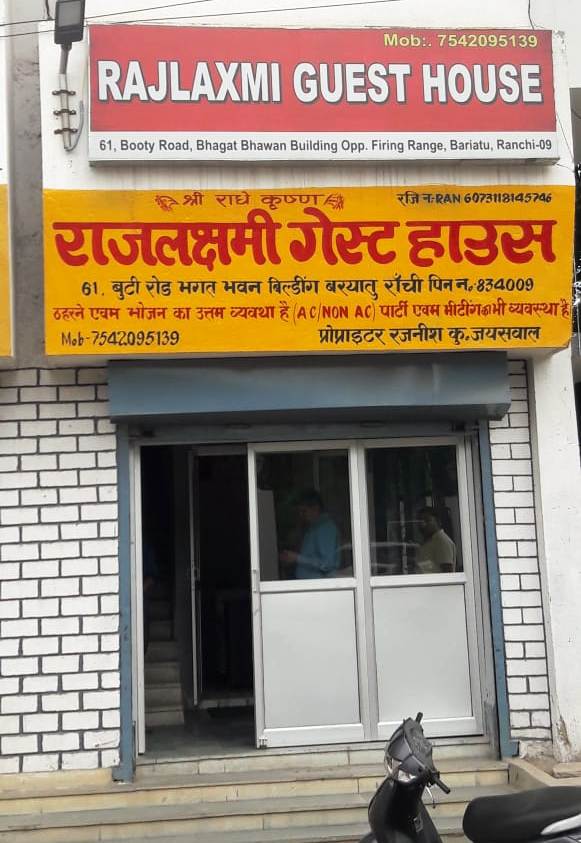 Mob:. 7542095139
RAJLAXMI GUEST HOUSE
61, Booty Road, Bhagat Bhawan Building Opp. Firing Range, Bariatu, Ranchi-09
श्री राधे कृष्ण
रजि नः RAN 6073118145746
राजलक्षमी गेस्ट हाउस
61. बुटी रोड भगत भवन बिल्डींग बरयातु राँची पिन न॰-834009
ठहरने एवम भोजन का उत्तम व्यवथा है (AC/NON AC) पार्टी एवम मीटींग का भी व्यवस्था है
Mob-7542095139
प्रोप्राइटर रजनीश कु. जयसवाल